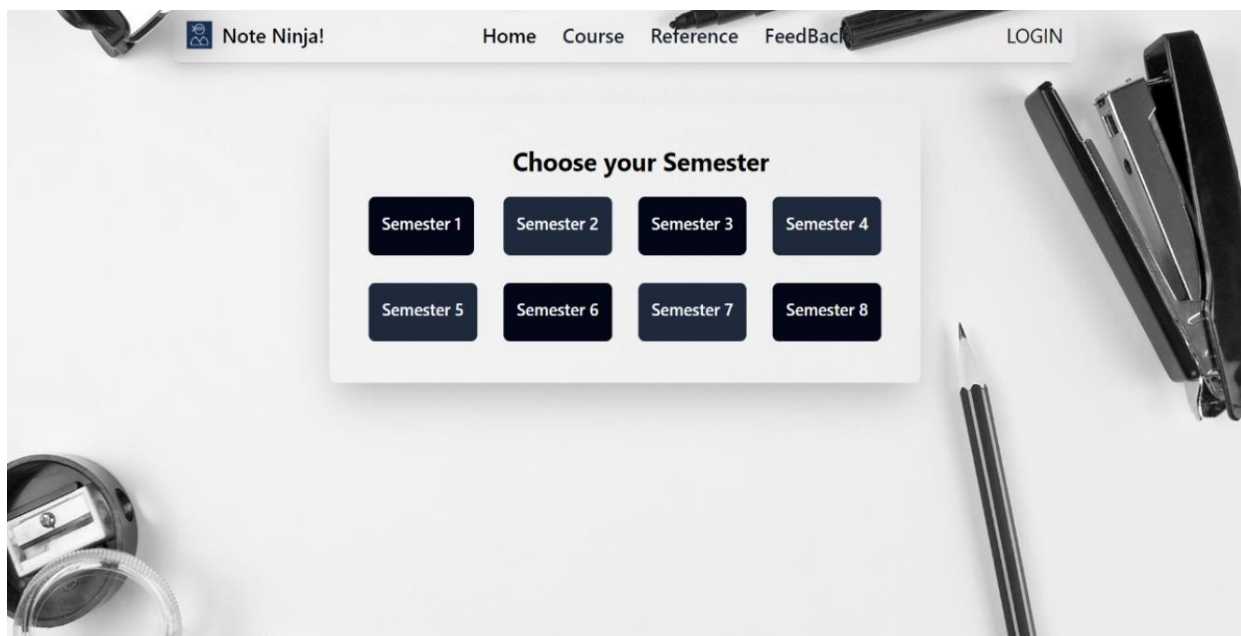 Note Ninja! Home Course Reference FeedBack LOGIN
Choose your Semester
Semester 1 Semester 2 Semester 3 Semester 4
Semester 5 Semester 6 Semester 7 Semester 8